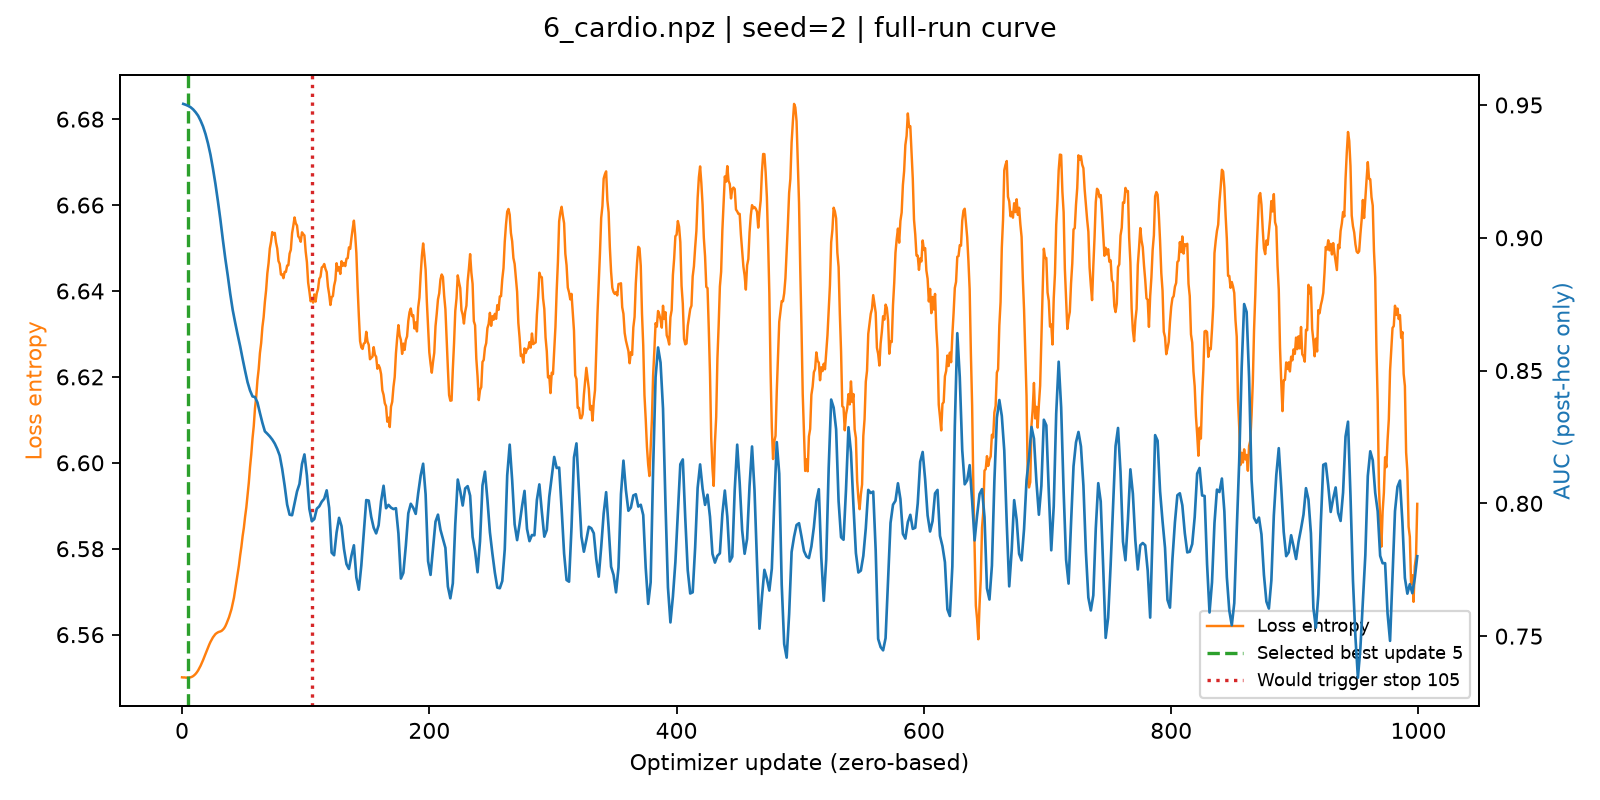 6_cardio.npz | seed=2 | full-run curve
6.68
6.66
6.64
6.62
6.60
6.58
6.56
Loss entropy
0.95
0.90
0.85
0.80
0.75
AUC (post-hoc only)
Loss entropy
Selected best update 5
Would trigger stop 105
0 200 400 600 800 1000
Optimizer update (zero-based)